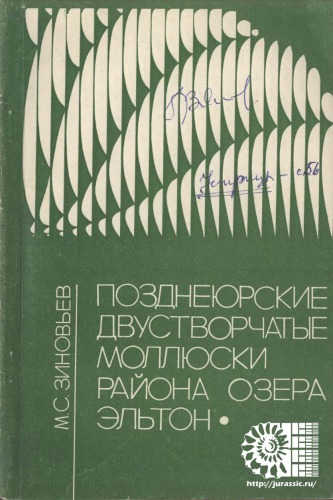 М.С. ЗИНОВЬЕВ
ПОЗДНЕЮРСКИЕ
ДВУСТВОРЧАТЫЕ
МОЛЛЮСКИ
РАЙОНА ОЗЕРА
ЭЛЬТОН •
http://jurassic.ru/